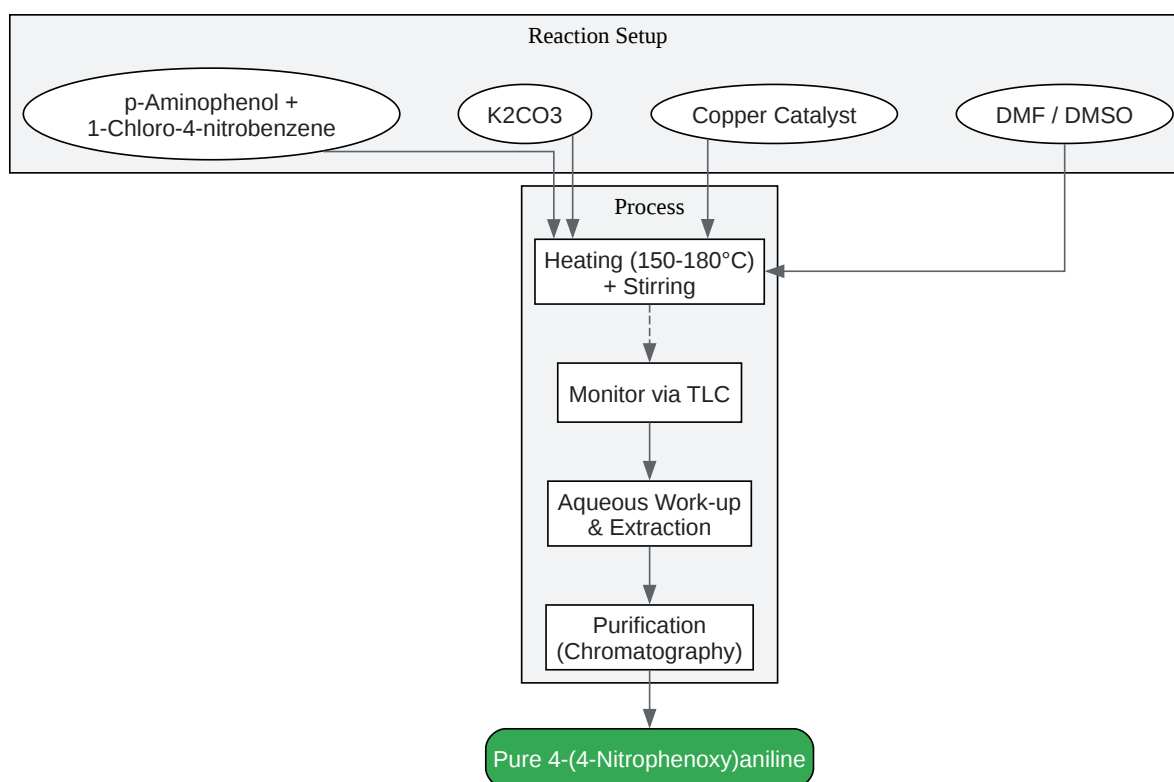 Reaction Setup
p-Aminophenol +
1-Chloro-4-nitrobenzene
K2CO3
Copper Catalyst
DMF / DMSO
Process
Heating (150-180°C)
+ Stirring
Monitor via TLC
Aqueous Work-up
& Extraction
Purification
(Chromatography)
Pure 4-(4-Nitrophenoxy)aniline